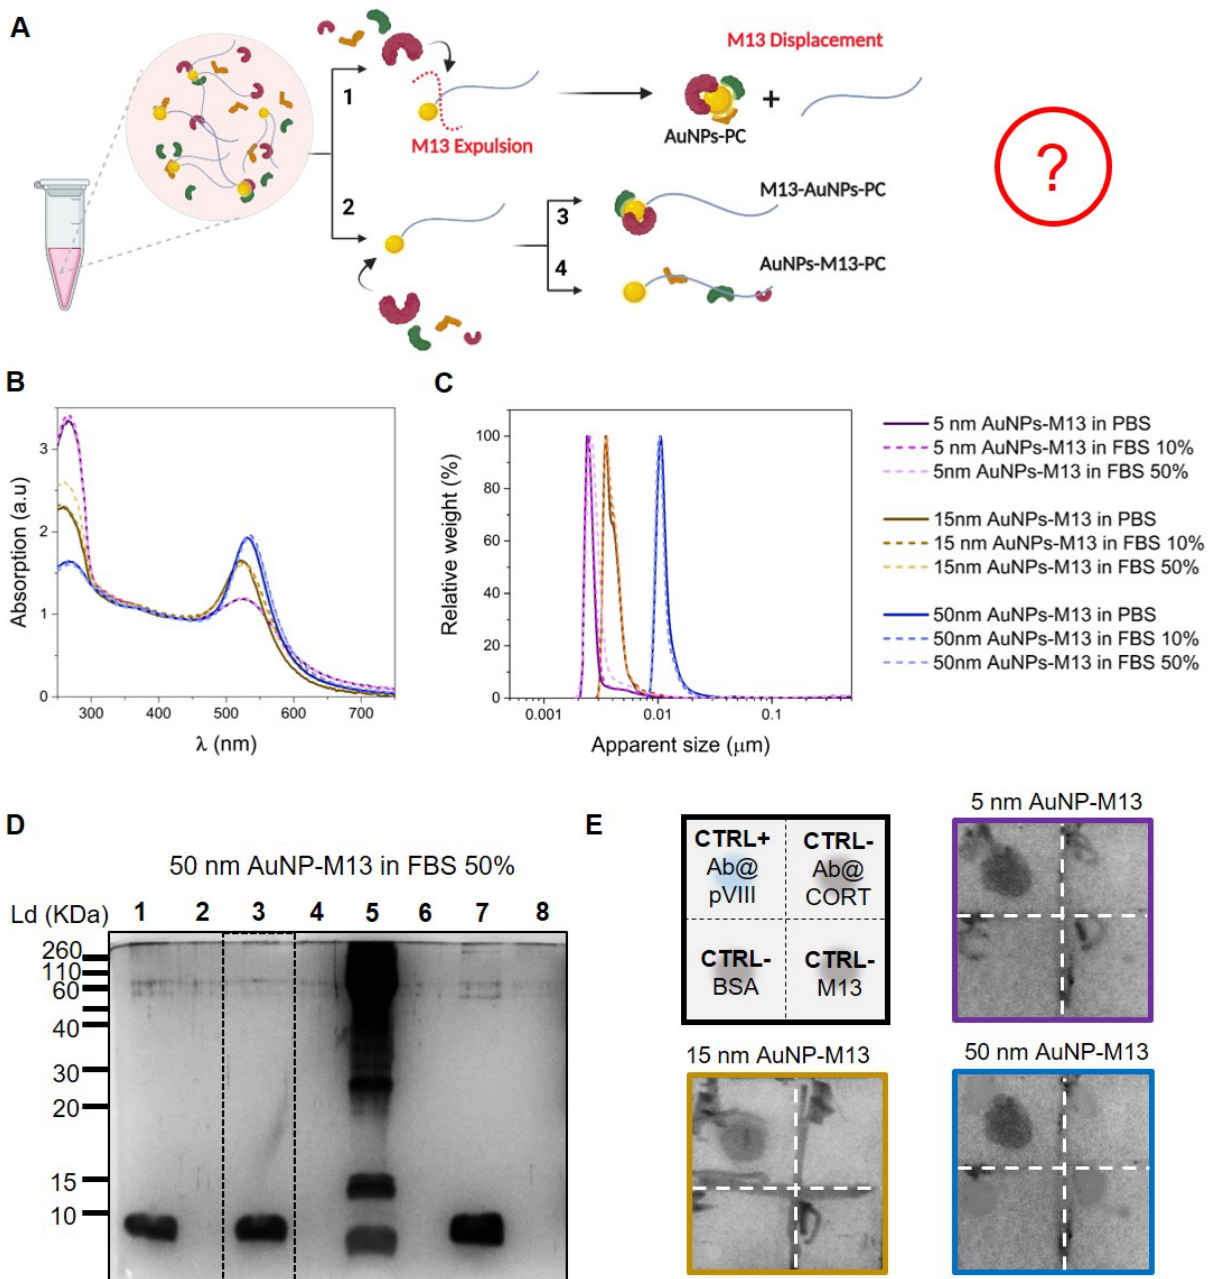 A
M13 Displacement
1
M13 Expulsion
AuNPs-PC
+
?
2
3
M13-AuNPs-PC
4
AuNPs-M13-PC
B
Absorption (a.u)
3
2
1
0
300 400 500 600 700
λ (nm)
C
Relative weight (%)
100
80
60
40
20
0
0.001 0.01 0.1
Apparent size (μm)
5 nm AuNPs-M13 in PBS
5 nm AuNPs-M13 in FBS 10%
5nm AuNPs-M13 in FBS 50%
15nm AuNPs-M13 in PBS
15 nm AuNPs-M13 in FBS 10%
15nm AuNPs-M13 in FBS 50%
50nm AuNPs-M13 in PBS
50nm AuNPs-M13 in FBS 10%
50nm AuNPs-M13 in FBS 50%
D
50 nm AuNP-M13 in FBS 50%
Ld (KDa) 1 2 3 4 5 6 7 8
260
110
60
40
30
20
15
10
E
CTRL+
Ab@
pVIII
CTRL-
Ab@
CORT
CTRL-
BSA
CTRL-
M13
5 nm AuNP-M13
15 nm AuNP-M13
50 nm AuNP-M13